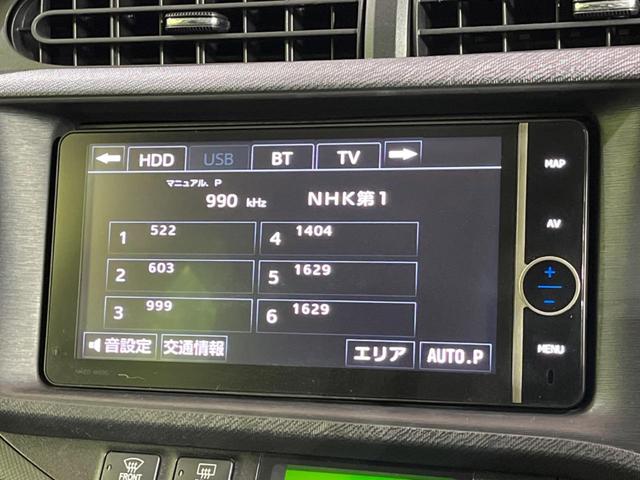 HDD USB BT TV
マニュアル. P
990 kHz NHK第1
1 522
4 1404
2 603
5 1629
3 999
6 1629
音設定 交通情報 エリア AUTO.P
MAP
AV
+
−
MENU
FRONT